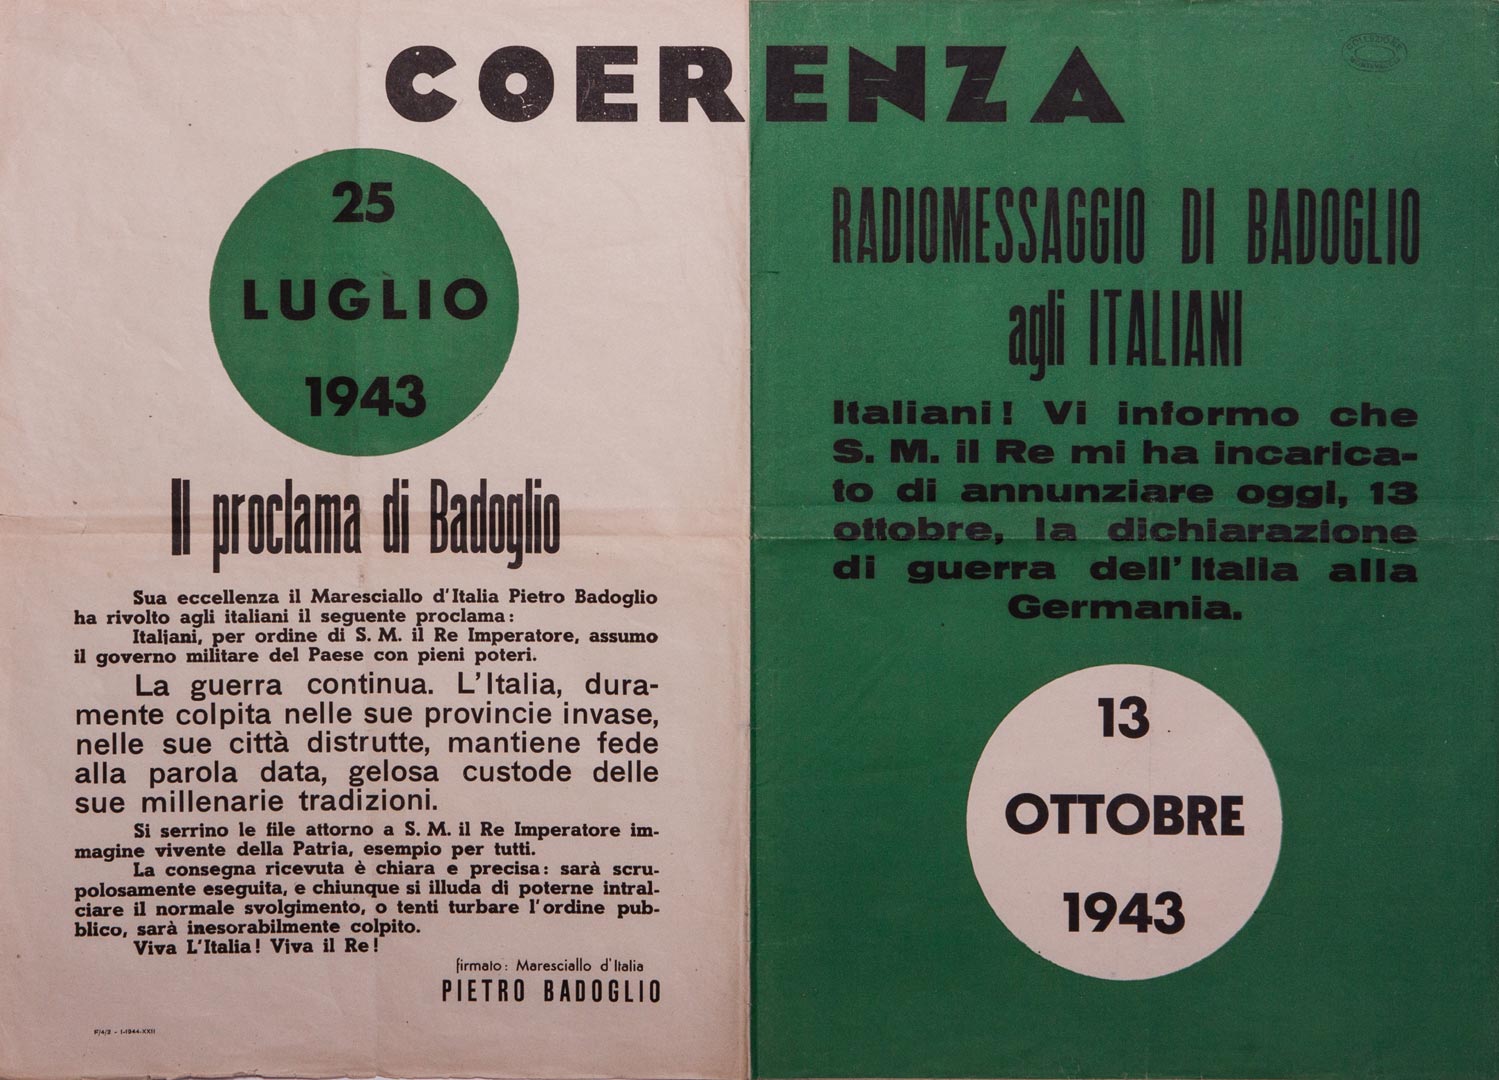 COERENZA
25
LUGLIO
1943
Il proclama di Badoglio
Sua eccellenza il Maresciallo d'Italia Pietro Badoglio
ha rivolto agli italiani il seguente proclama:
Italiani, per ordine di S. M. il Re Imperatore, assumo
il governo militare del Paese con pieni poteri.
La guerra continua. L'Italia, dura-
mente colpita nelle sue provincie invase,
nelle sue città distrutte, mantiene fede
alla parola data, gelosa custode delle
sue millenarie tradizioni.
Si serrino le file attorno a S. M. il Re Imperatore im-
magine vivente della Patria, esempio per tutti.
La consegna ricevuta è chiara e precisa: sarà scru-
polosamente eseguita, e chiunque si illuda di poterne intral-
ciare il normale svolgimento, o tenti turbare l'ordine pub-
blico, sarà inesorabilmente colpito.
Viva L'Italia! Viva il Re!
firmato: Maresciallo d'Italia
PIETRO BADOGLIO
F/4/2 - I-1944-XXII
RADIOMESSAGGIO DI BADOGLIO
agli ITALIANI
Italiani! Vi informo che
S. M. il Re mi ha incarica-
to di annunziare oggi, 13
ottobre, la dichiarazione
di guerra dell'Italia alla
Germania.
13
OTTOBRE
1943